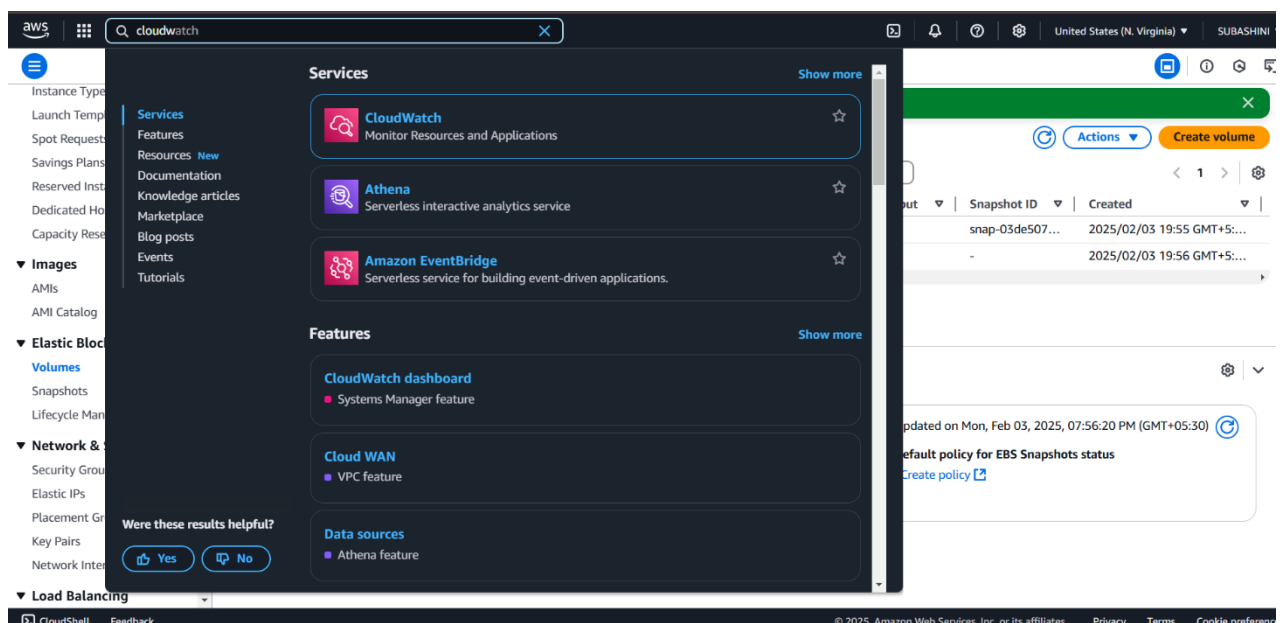 aws
cloudwatch
United States (N. Virginia)
SUBASHINI
Instance Type
Launch Templ
Spot Requests
Savings Plans
Reserved Inst
Dedicated Ho
Capacity Rese
Images
AMIs
AMI Catalog
Elastic Bloc
Volumes
Snapshots
Lifecycle Man
Network & S
Security Grou
Elastic IPs
Placement Gr
Key Pairs
Network Inter
Load Balancing
Services
Features
Resources New
Documentation
Knowledge articles
Marketplace
Blog posts
Events
Tutorials
Were these results helpful?
Yes
No
Services
Show more
CloudWatch
Monitor Resources and Applications
Athena
Serverless interactive analytics service
Amazon EventBridge
Serverless service for building event-driven applications.
Features
Show more
CloudWatch dashboard
Systems Manager feature
Cloud WAN
VPC feature
Data sources
Athena feature
Actions
Create volume
1
put
Snapshot ID
Created
snap-03de507...
2025/02/03 19:55 GMT+5:...
-
2025/02/03 19:56 GMT+5:...
pdated on Mon, Feb 03, 2025, 07:56:20 PM (GMT+05:30)
efault policy for EBS Snapshots status
Create policy
CloudShell
Feedback
© 2025, Amazon Web Services, Inc. or its affiliates.
Privacy
Terms
Cookie preference